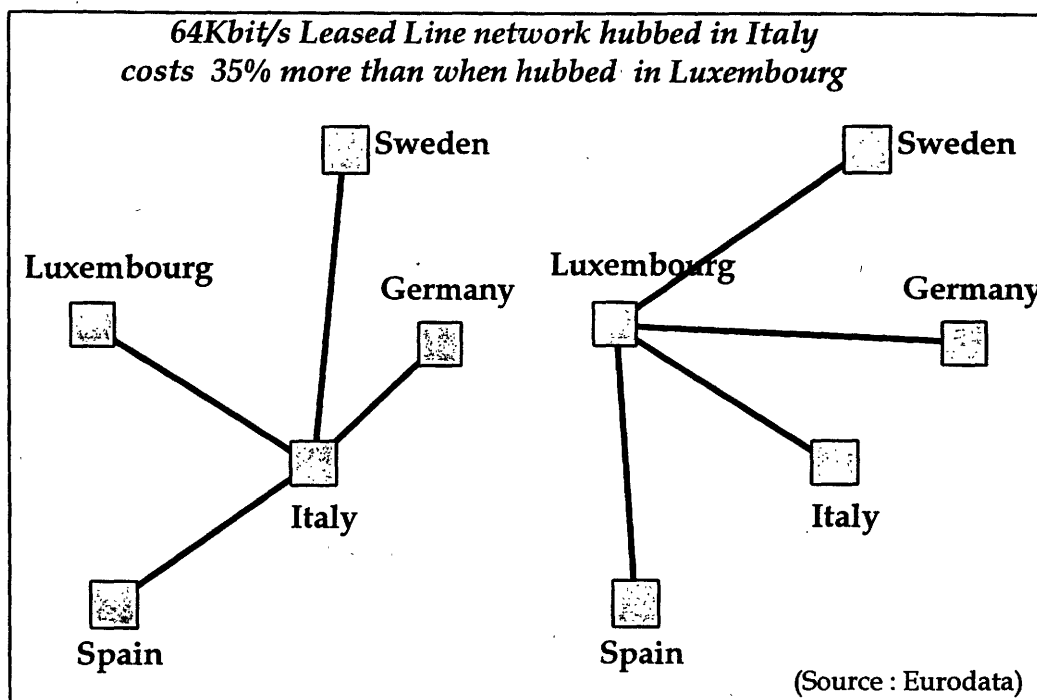 64Kbit/s Leased Line network hubbed in Italy
costs 35% more than when hubbed in Luxembourg
Sweden
Luxembourg
Germany
Italy
Spain
Sweden
Luxembourg
Germany
Italy
Spain
(Source : Eurodata)